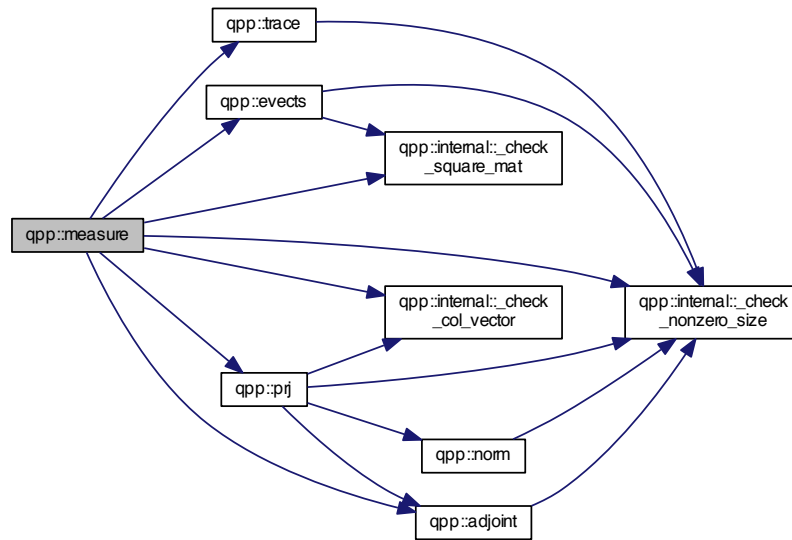 qpp::trace
qpp::evects
qpp::internal::_check
_square_mat
qpp::measure
qpp::internal::_check
_col_vector
qpp::internal::_check
_nonzero_size
qpp::prj
qpp::norm
qpp::adjoint